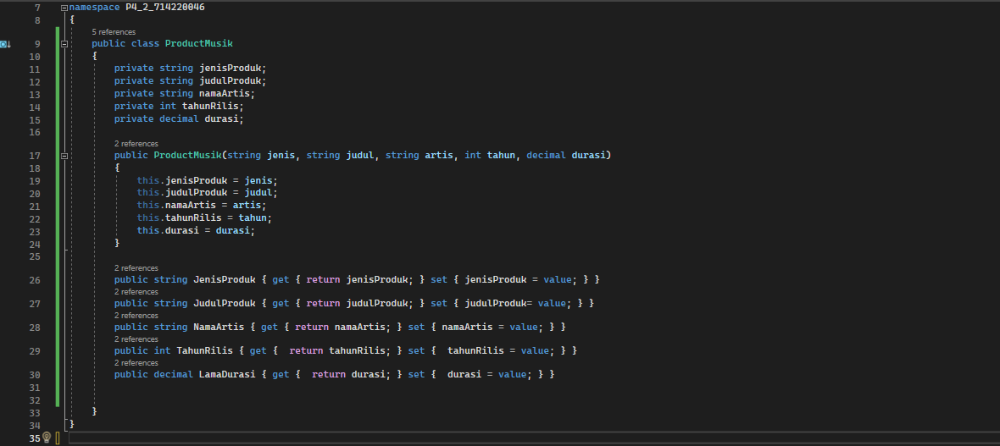 7 namespace P4_2_714220046
8 {
5 references
9 public class ProductMusik
10 {
11 private string jenisProduk;
12 private string judulProduk;
13 private string namaArtis;
14 private int tahunRilis;
15 private decimal durasi;
16
2 references
17 public ProductMusik(string jenis, string judul, string artis, int tahun, decimal durasi)
18 {
19 this.jenisProduk = jenis;
20 this.judulProduk = judul;
21 this.namaArtis = artis;
22 this.tahunRilis = tahun;
23 this.durasi = durasi;
24 }
25
2 references
26 public string JenisProduk { get { return jenisProduk; } set { jenisProduk = value; } }
2 references
27 public string JudulProduk { get { return judulProduk; } set { judulProduk= value; } }
2 references
28 public string NamaArtis { get { return namaArtis; } set { namaArtis = value; } }
2 references
29 public int TahunRilis { get {  return tahunRilis; } set {  tahunRilis = value; } }
2 references
30 public decimal LamaDurasi { get {  return durasi; } set {  durasi = value; } }
31
32
33 }
34 }
35